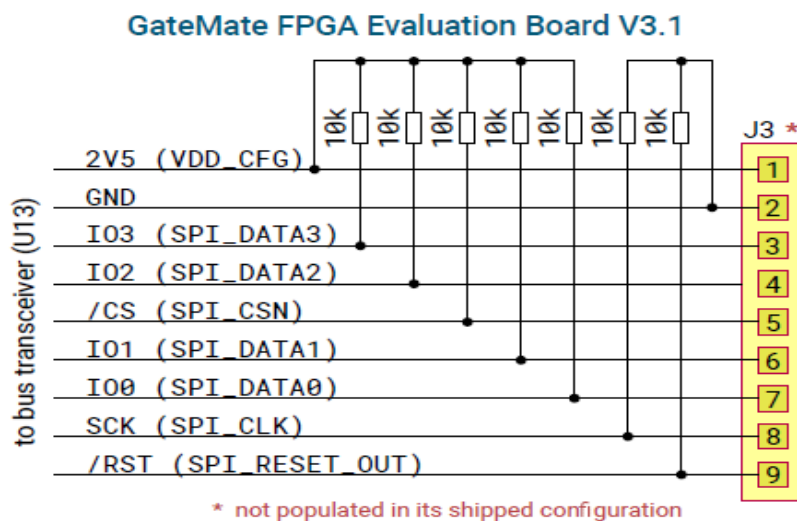 GateMate FPGA Evaluation Board V3.1
10k 10k 10k 10k 10k 10k 10k
J3 *
2V5 (VDD_CFG) 1
GND 2
IO3 (SPI_DATA3) 3
IO2 (SPI_DATA2) 4
/CS (SPI_CSN) 5
IO1 (SPI_DATA1) 6
IO0 (SPI_DATA0) 7
SCK (SPI_CLK) 8
/RST (SPI_RESET_OUT) 9
to bus transceiver (U13)
* not populated in its shipped configuration